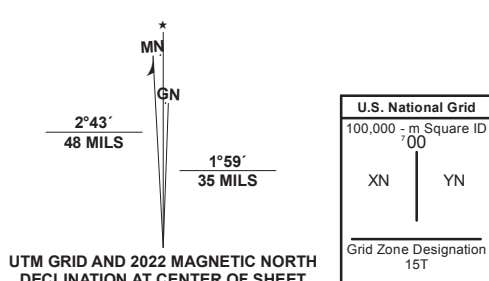 ★
MN
GN
2°43´
48 MILS
1°59´
35 MILS
UTM GRID AND 2022 MAGNETIC NORTH
DECLINATION AT CENTER OF SHEET
U.S. National Grid
100,000 - m Square ID
⁷00
XN YN
Grid Zone Designation
15T